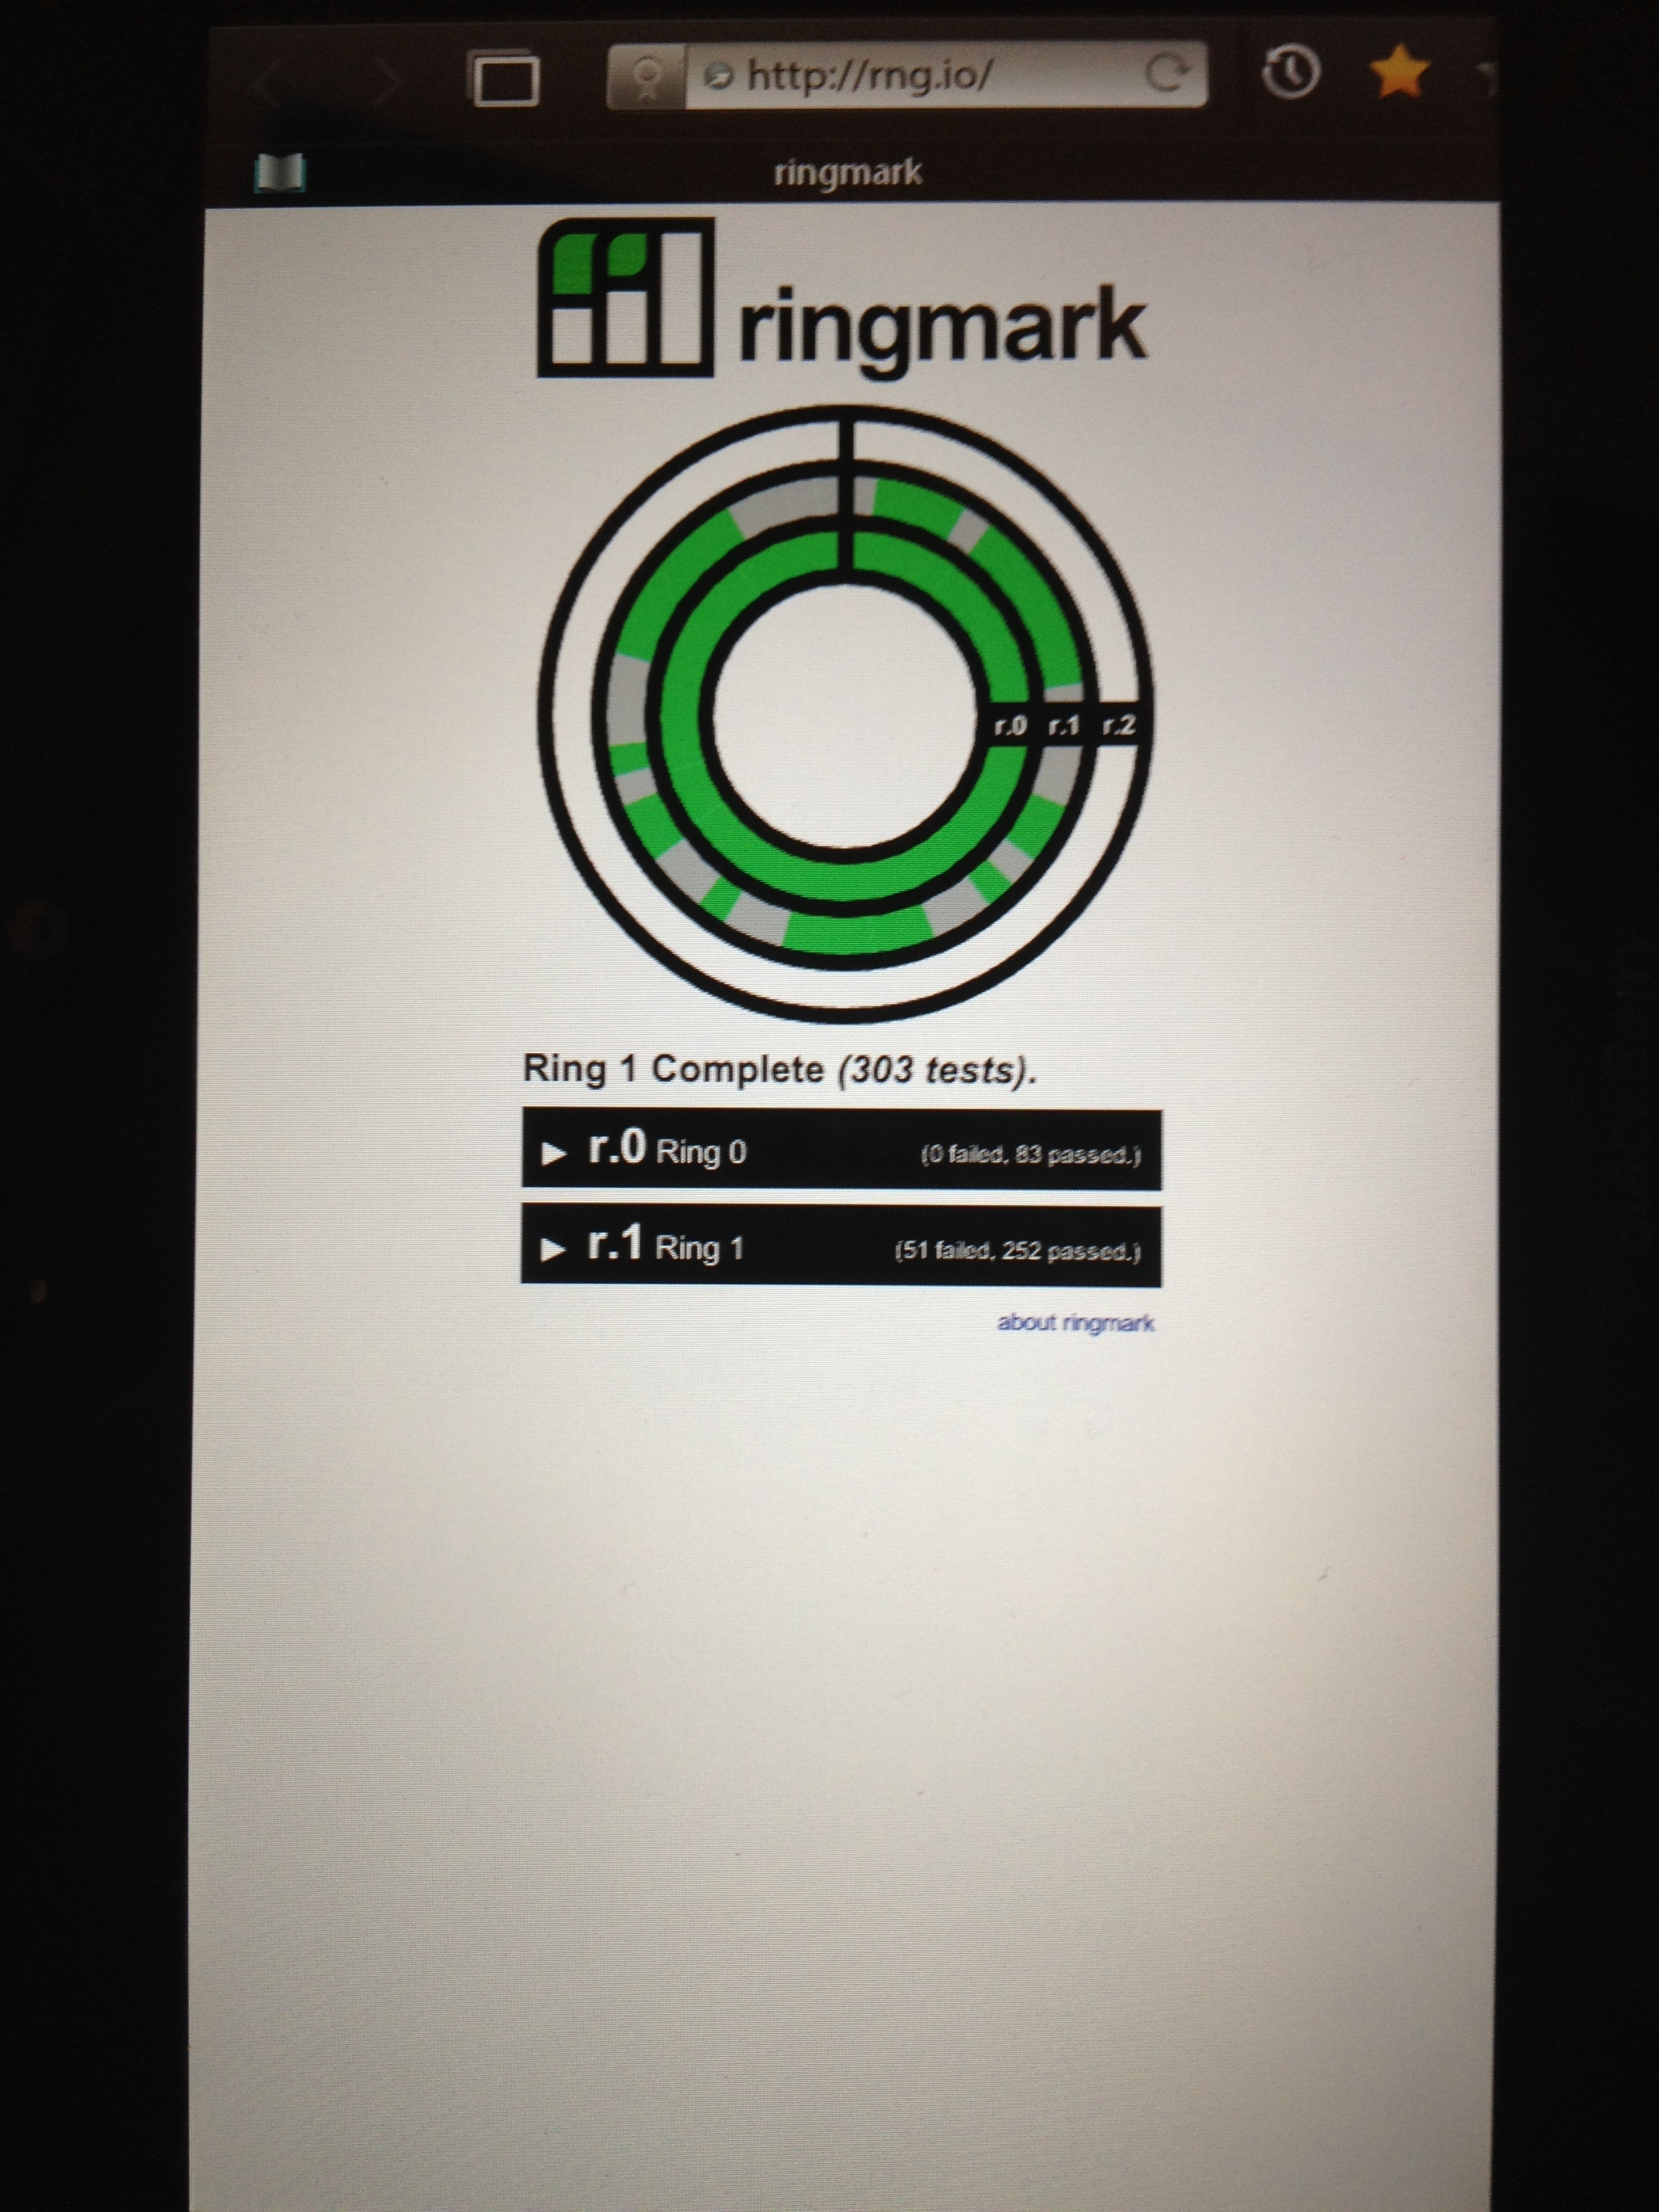 http://rng.io/
ringmark
ringmark
r.0 r.1 r.2
Ring 1 Complete (303 tests).
▶ r.0 Ring 0 (0 failed, 83 passed.)
▶ r.1 Ring 1 (51 failed, 252 passed.)
about ringmark